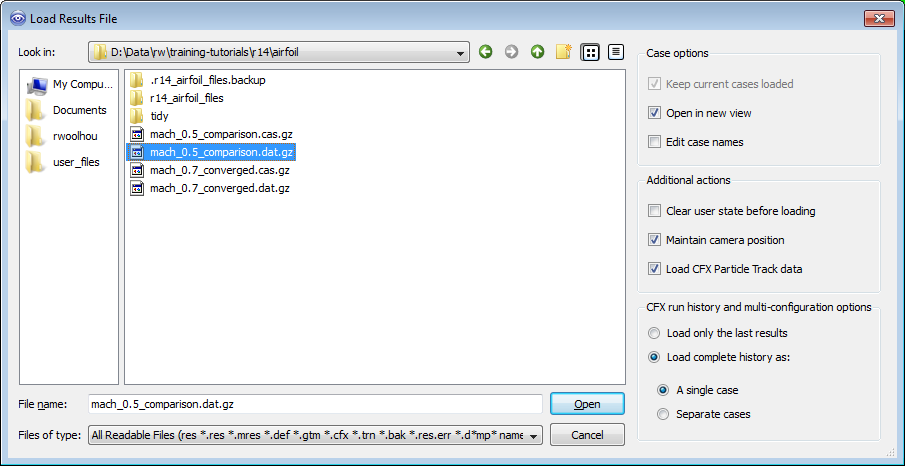 Load Results File
Look in:
D:\Data\rw\training-tutorials\r14\airfoil
My Compu...
Documents
rwoolhou
user_files
.r14_airfoil_files.backup
r14_airfoil_files
tidy
mach_0.5_comparison.cas.gz
mach_0.5_comparison.dat.gz
mach_0.7_converged.cas.gz
mach_0.7_converged.dat.gz
File name:
mach_0.5_comparison.dat.gz
Open
Files of type:
All Readable Files (res *.res *.mres *.def *.gtm *.cfx *.trn *.bak *.res.err *.d*mp* name
Cancel
Case options
Keep current cases loaded
Open in new view
Edit case names
Additional actions
Clear user state before loading
Maintain camera position
Load CFX Particle Track data
CFX run history and multi-configuration options
Load only the last results
Load complete history as:
A single case
Separate cases